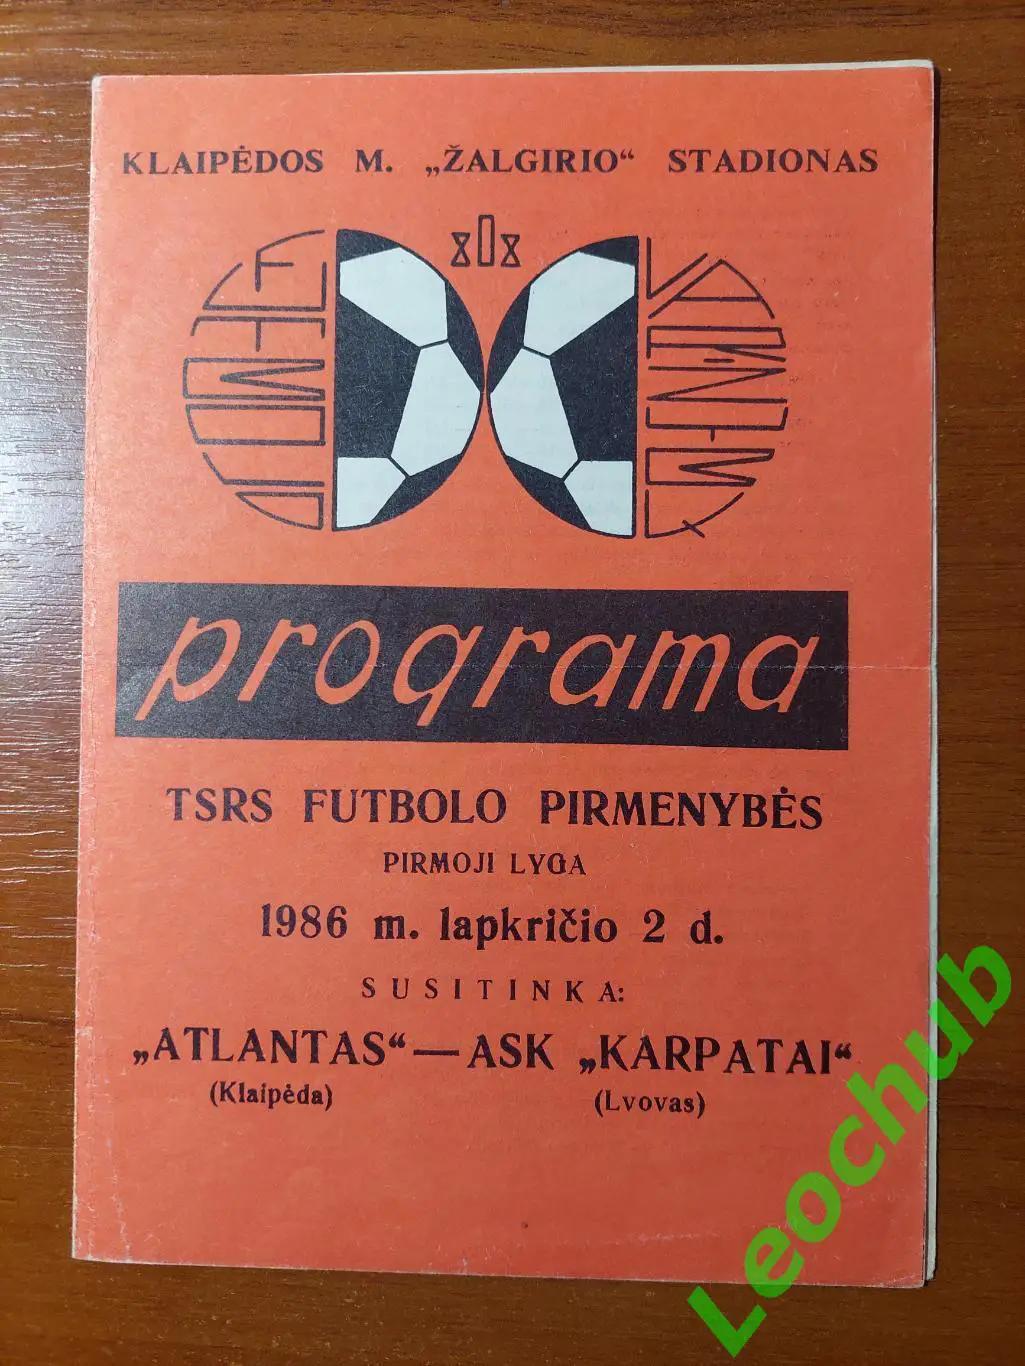 KLAIPĖDOS M. „ŽALGIRIO“ STADIONAS
programa
TSRS FUTBOLO PIRMENYBĖS
PIRMOJI LYGA
1986 m. lapkričio 2 d.
SUSITINKA:
„ATLANTAS“ — ASK „KARPATAI“
(Klaipėda) (Lvovas)
Leochub